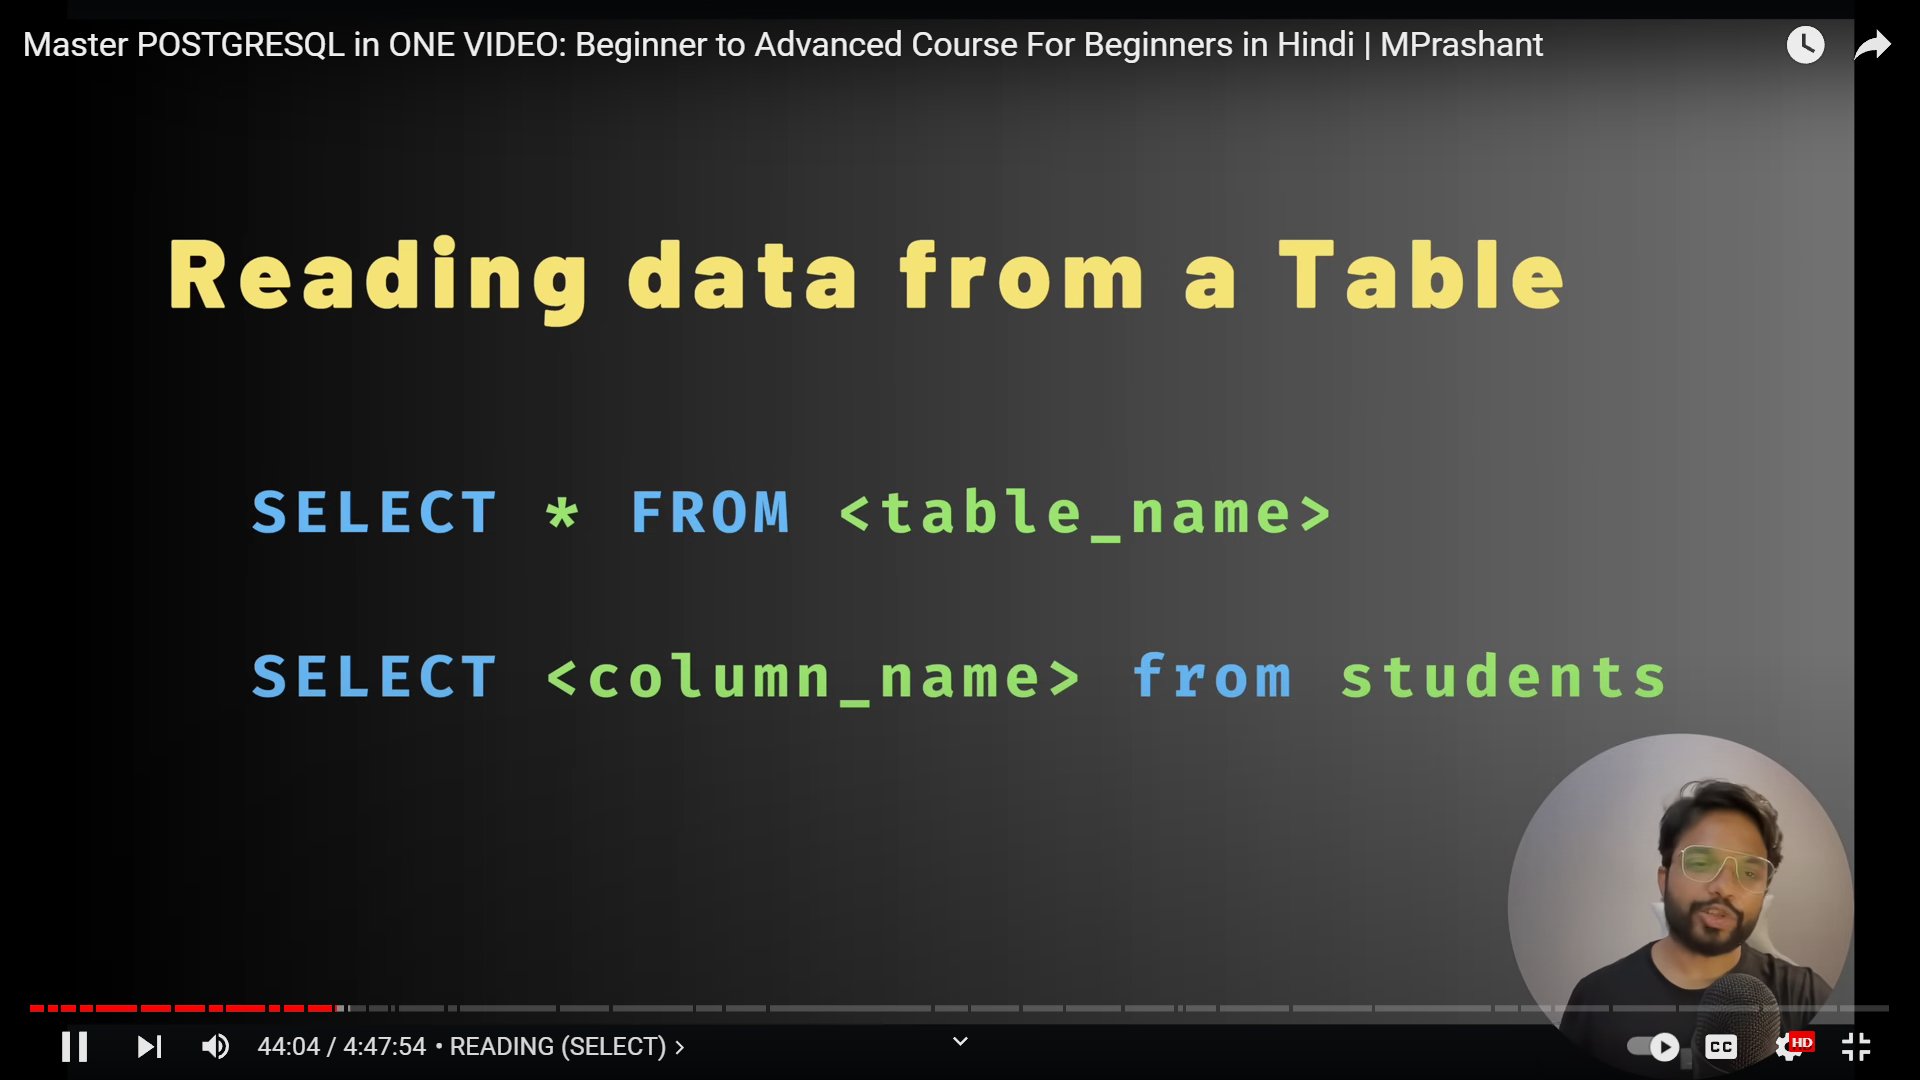 Master POSTGRESQL in ONE VIDEO: Beginner to Advanced Course For Beginners in Hindi | MPrashant
Reading data from a Table
SELECT * FROM <table_name>
SELECT <column_name> from students
44:04 / 4:47:54 • READING (SELECT) >
CC
HD